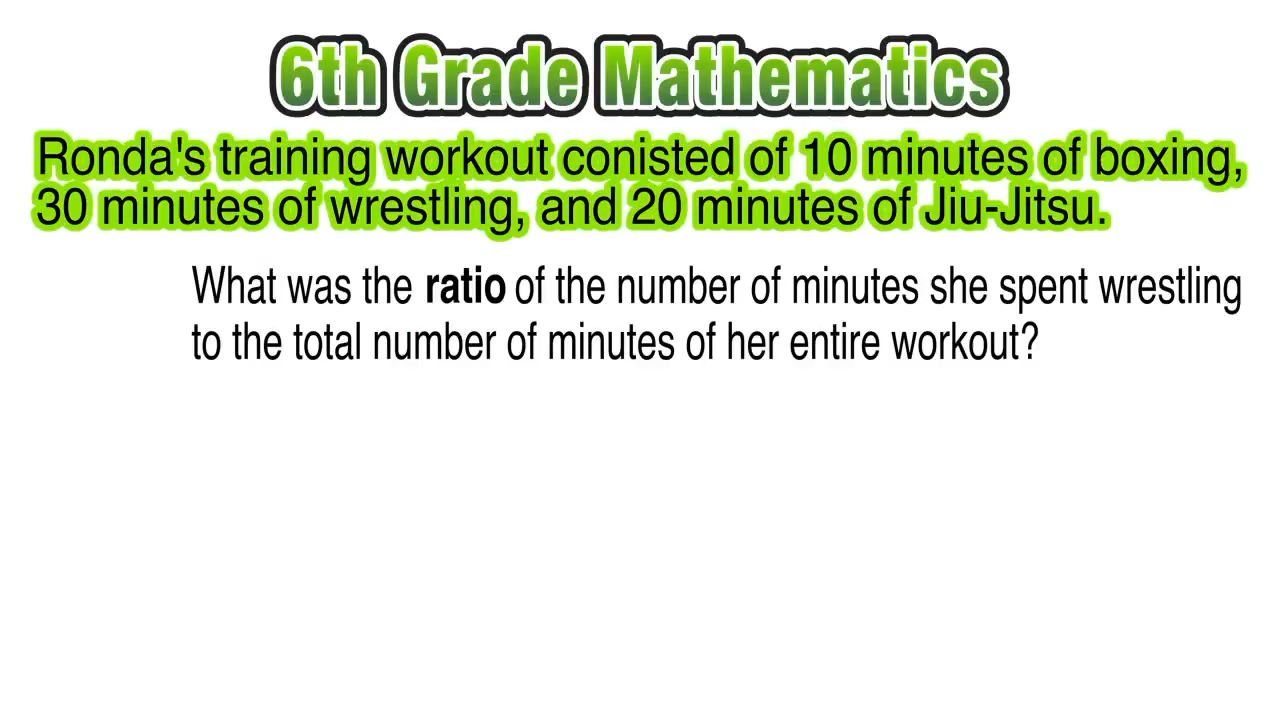 6th Grade Mathematics
Ronda's training workout conisted of 10 minutes of boxing,
30 minutes of wrestling, and 20 minutes of Jiu-Jitsu.
What was the ratio of the number of minutes she spent wrestling
to the total number of minutes of her entire workout?